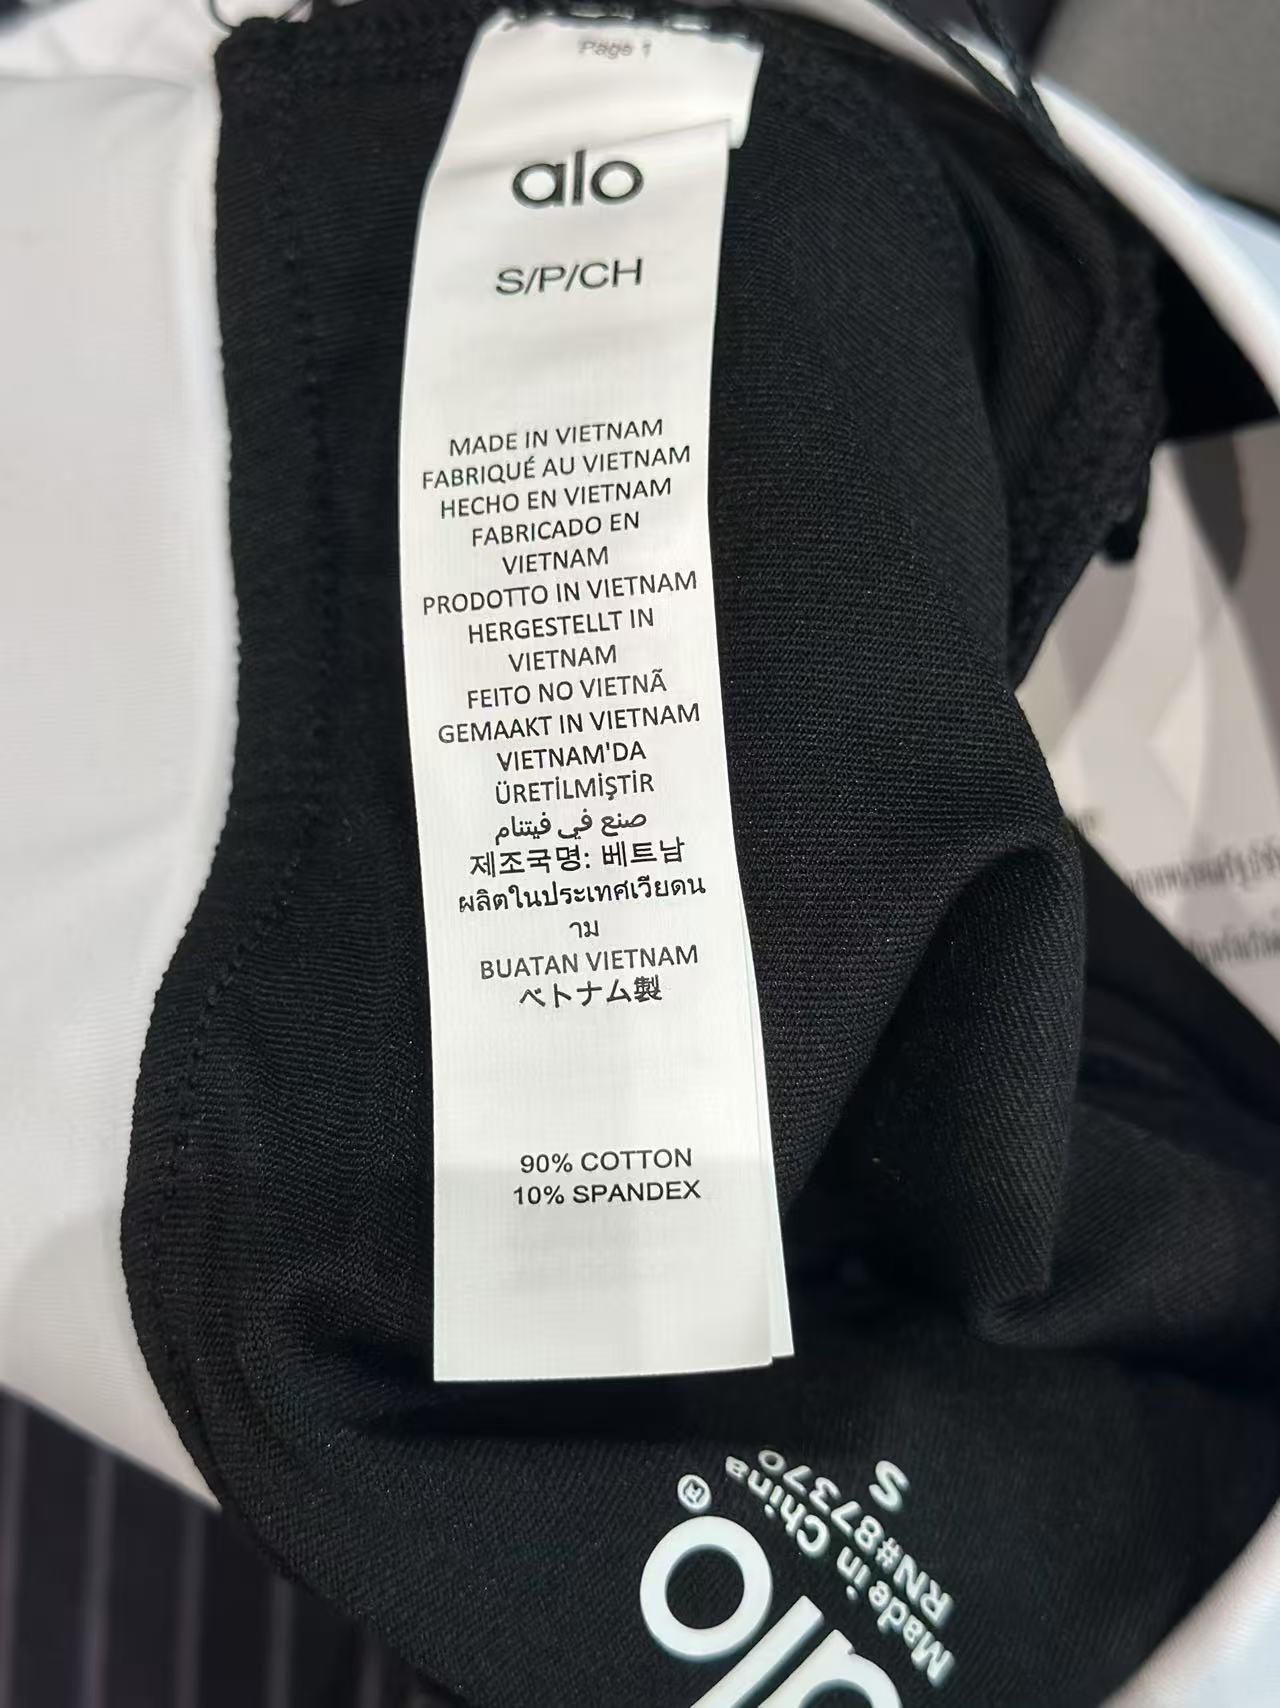 Page 1
alo
S/P/CH
MADE IN VIETNAM
FABRIQUÉ AU VIETNAM
HECHO EN VIETNAM
FABRICADO EN
VIETNAM
PRODOTTO IN VIETNAM
HERGESTELLT IN
VIETNAM
FEITO NO VIETNÃ
GEMAAKT IN VIETNAM
VIETNAM'DA
ÜRETİLMİŞTİR
صنع في فيتنام
제조국명: 베트남
ผลิตในประเทศเวียดน
าม
BUATAN VIETNAM
ベトナム製
90% COTTON
10% SPANDEX
alo®
Made in China
RN#87370
S